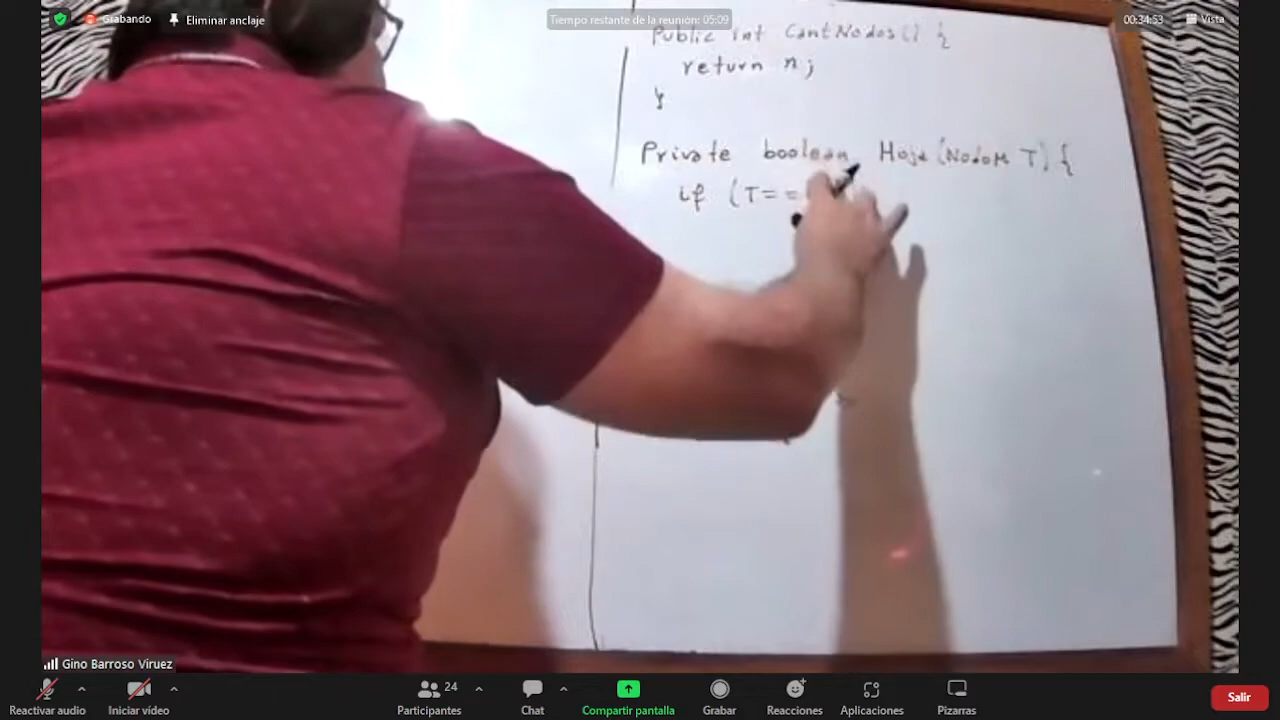 Grabando
Eliminar anclaje
Tiempo restante de la reunión: 05:09
00:34:53
Vista
Public int CantNodos() {
return n;
}
Private boolean Hoja (NodoM T) {
if (T==
Gino Barroso Viruez
Reactivar audio
Iniciar vídeo
Participantes
24
Chat
Compartir pantalla
Grabar
Reacciones
Aplicaciones
Pizarras
Salir